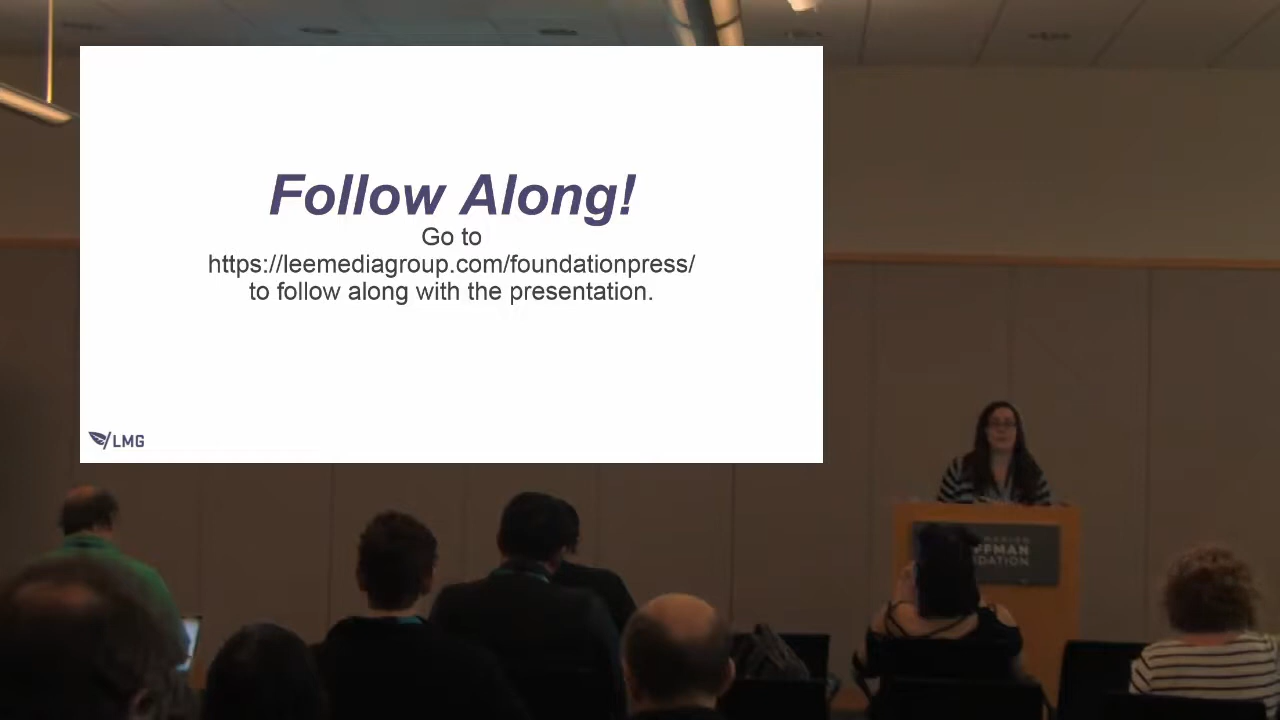 Follow Along!
Go to
https://leemediagroup.com/foundationpress/
to follow along with the presentation.
LMG